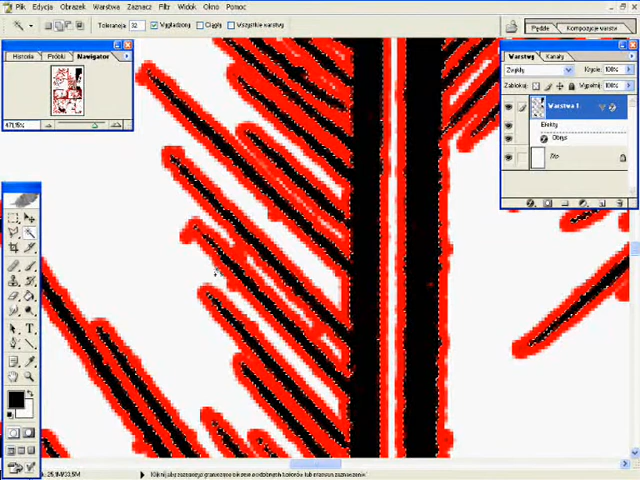 Plik Edycja Obrazek Warstwa Zaznacz Filtr Widok Okno Pomoc
Tolerancja: 32 Wygładzony Ciągły Wszystkie warstwy
Pędzle Kompozycje warstw
Historia Próbki Nawigator
Warstwy Kanały
Zwykły Krycie: 100%
Zablokuj: Wypełnij: 100%
Warstwa 1
Efekty
Obrys
Tło